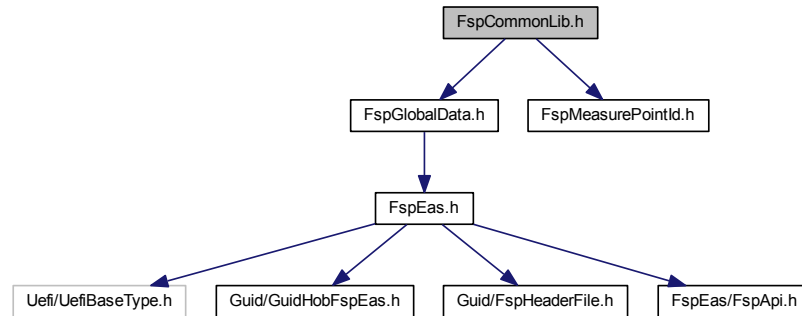 FspCommonLib.h
FspGlobalData.h
FspMeasurePointId.h
FspEas.h
Uefi/UefiBaseType.h
Guid/GuidHobFspEas.h
Guid/FspHeaderFile.h
FspEas/FspApi.h